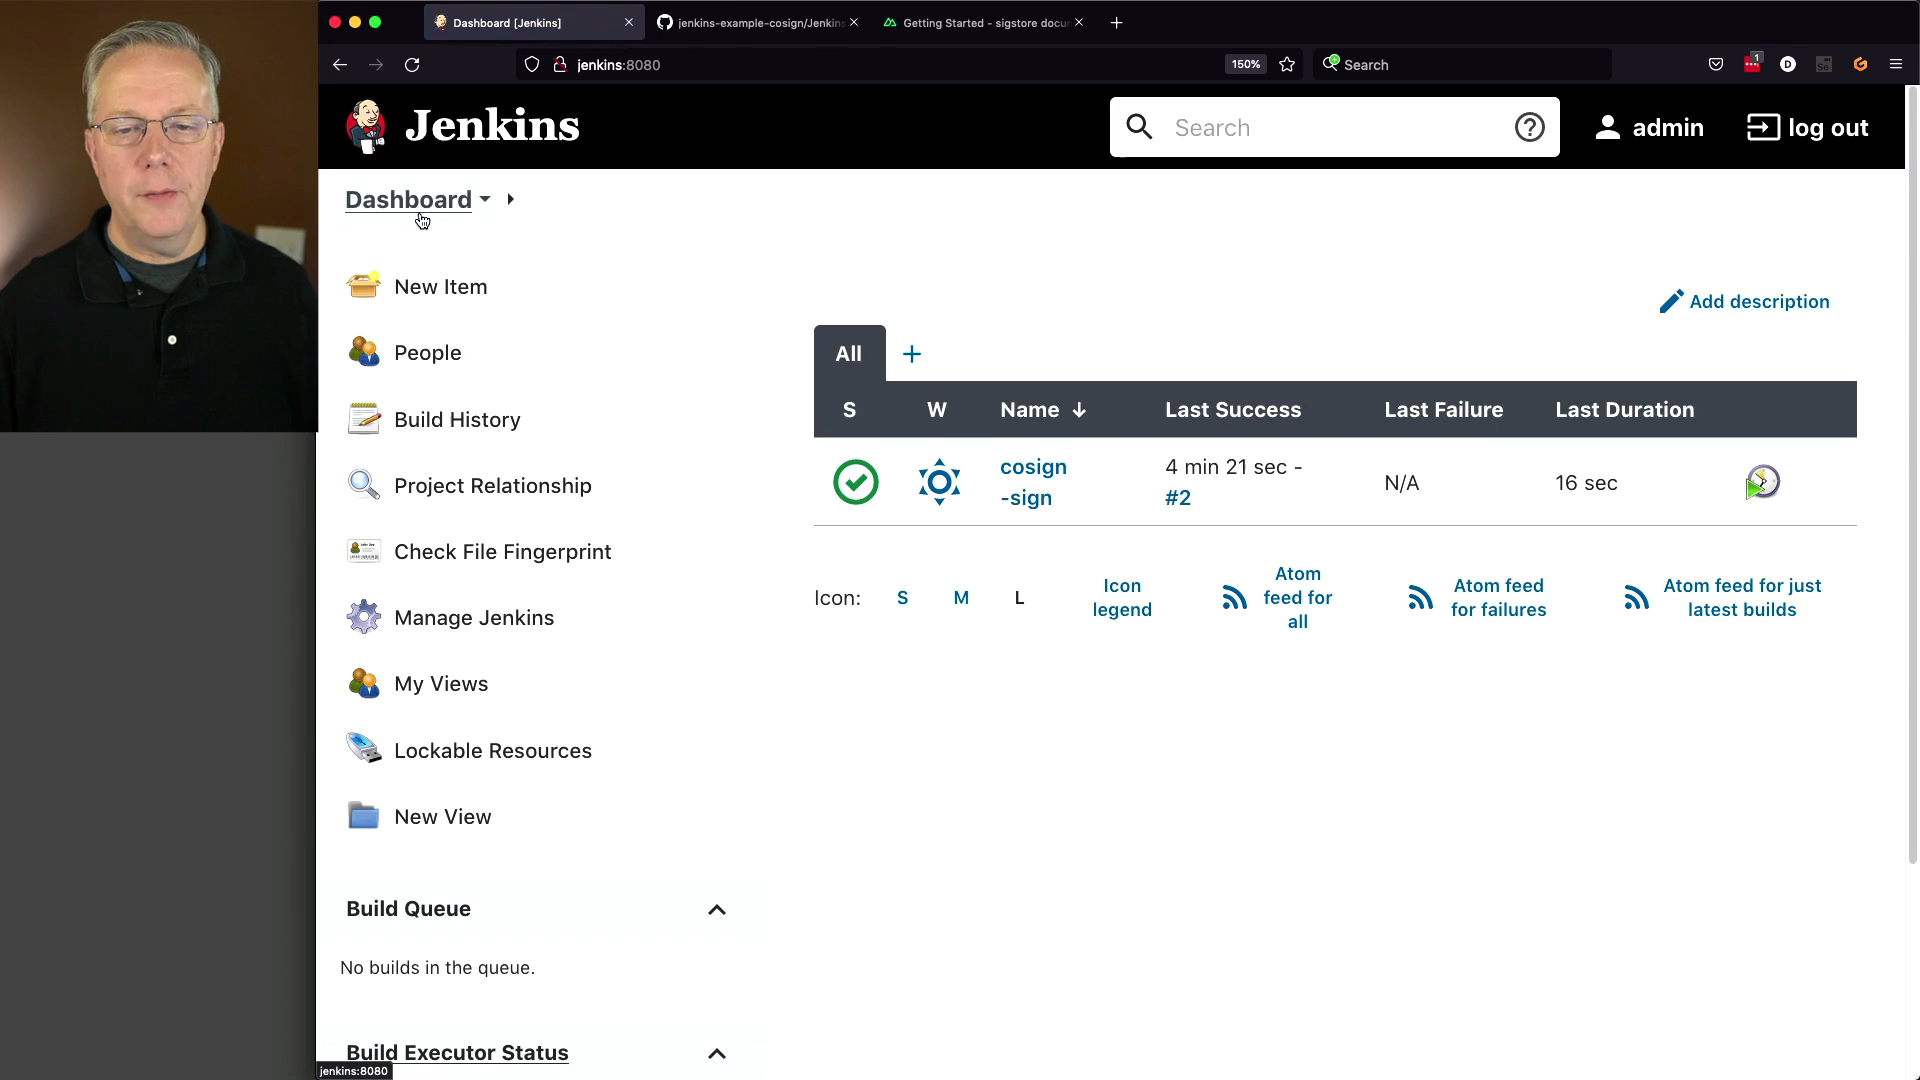 Dashboard [Jenkins]
jenkins-example-cosign/Jenkins
Getting Started - sigstore docu
jenkins:8080
150%
Search
1
D
Se
Jenkins
Search
admin
log out
Dashboard
New Item
People
Build History
Project Relationship
Check File Fingerprint
Manage Jenkins
My Views
Lockable Resources
New View
Build Queue
No builds in the queue.
Build Executor Status
jenkins:8080
Add description
All +
S W Name ↓ Last Success Last Failure Last Duration
cosign
-sign
4 min 21 sec -
#2
N/A
16 sec
Icon: S M L
Icon
legend
Atom
feed for
all
Atom feed
for failures
Atom feed for just
latest builds